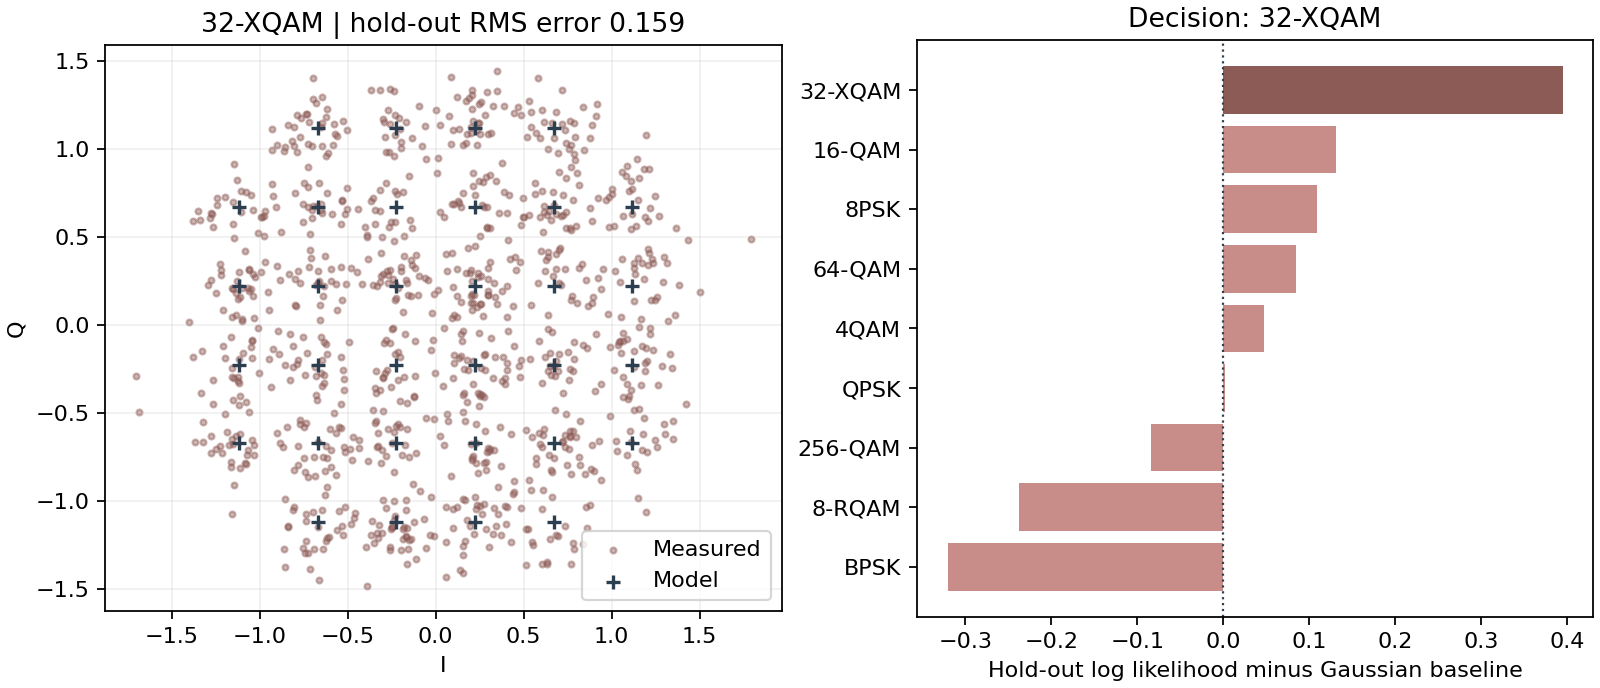 32-XQAM | hold-out RMS error 0.159
1.5
1.0
0.5
0.0
−0.5
−1.0
−1.5
Q
−1.5
−1.0
−0.5
0.0
0.5
1.0
1.5
I
Measured
Model
Decision: 32-XQAM
32-XQAM
16-QAM
8PSK
64-QAM
4QAM
QPSK
256-QAM
8-RQAM
BPSK
−0.3
−0.2
−0.1
0.0
0.1
0.2
0.3
0.4
Hold-out log likelihood minus Gaussian baseline